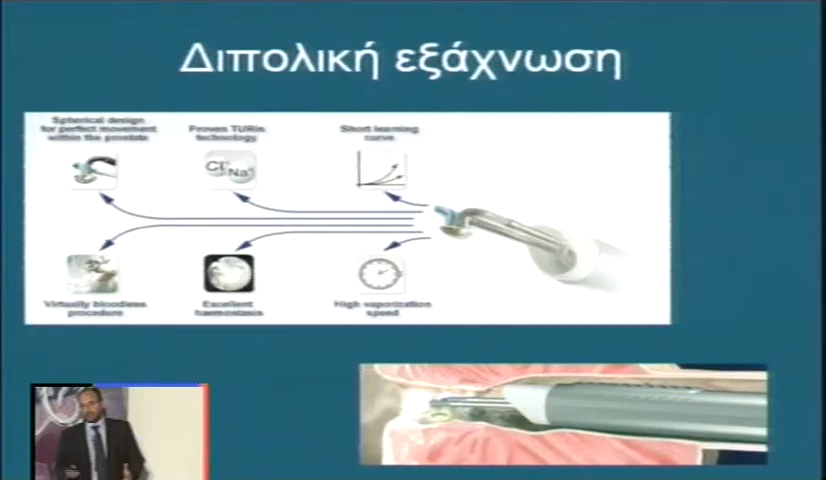 Διπολική εξάχνωση
Spherical design
for perfect movement
within the prostate
Proven TURis
technology
Short learning
curve
Cl⁻
Na⁺
Virtually bloodless
procedure
Excellent
haemostasis
High vaporization
speed